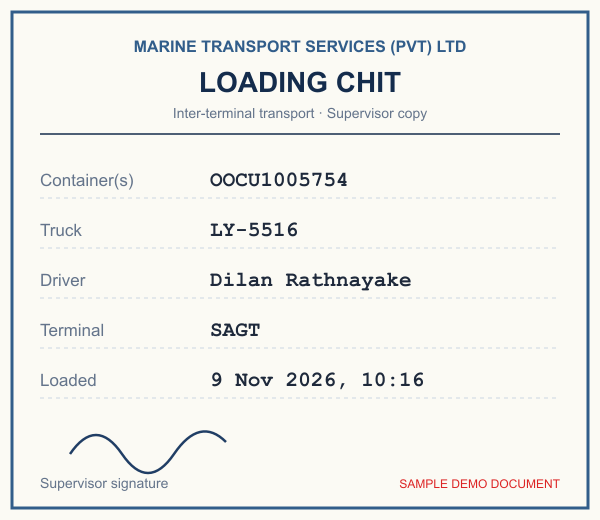 MARINE TRANSPORT SERVICES (PVT) LTD
LOADING CHIT
Inter-terminal transport · Supervisor copy
Container(s) OOCU1005754
Truck LY-5516
Driver Dilan Rathnayake
Terminal SAGT
Loaded 9 Nov 2026, 10:16
Supervisor signature SAMPLE DEMO DOCUMENT